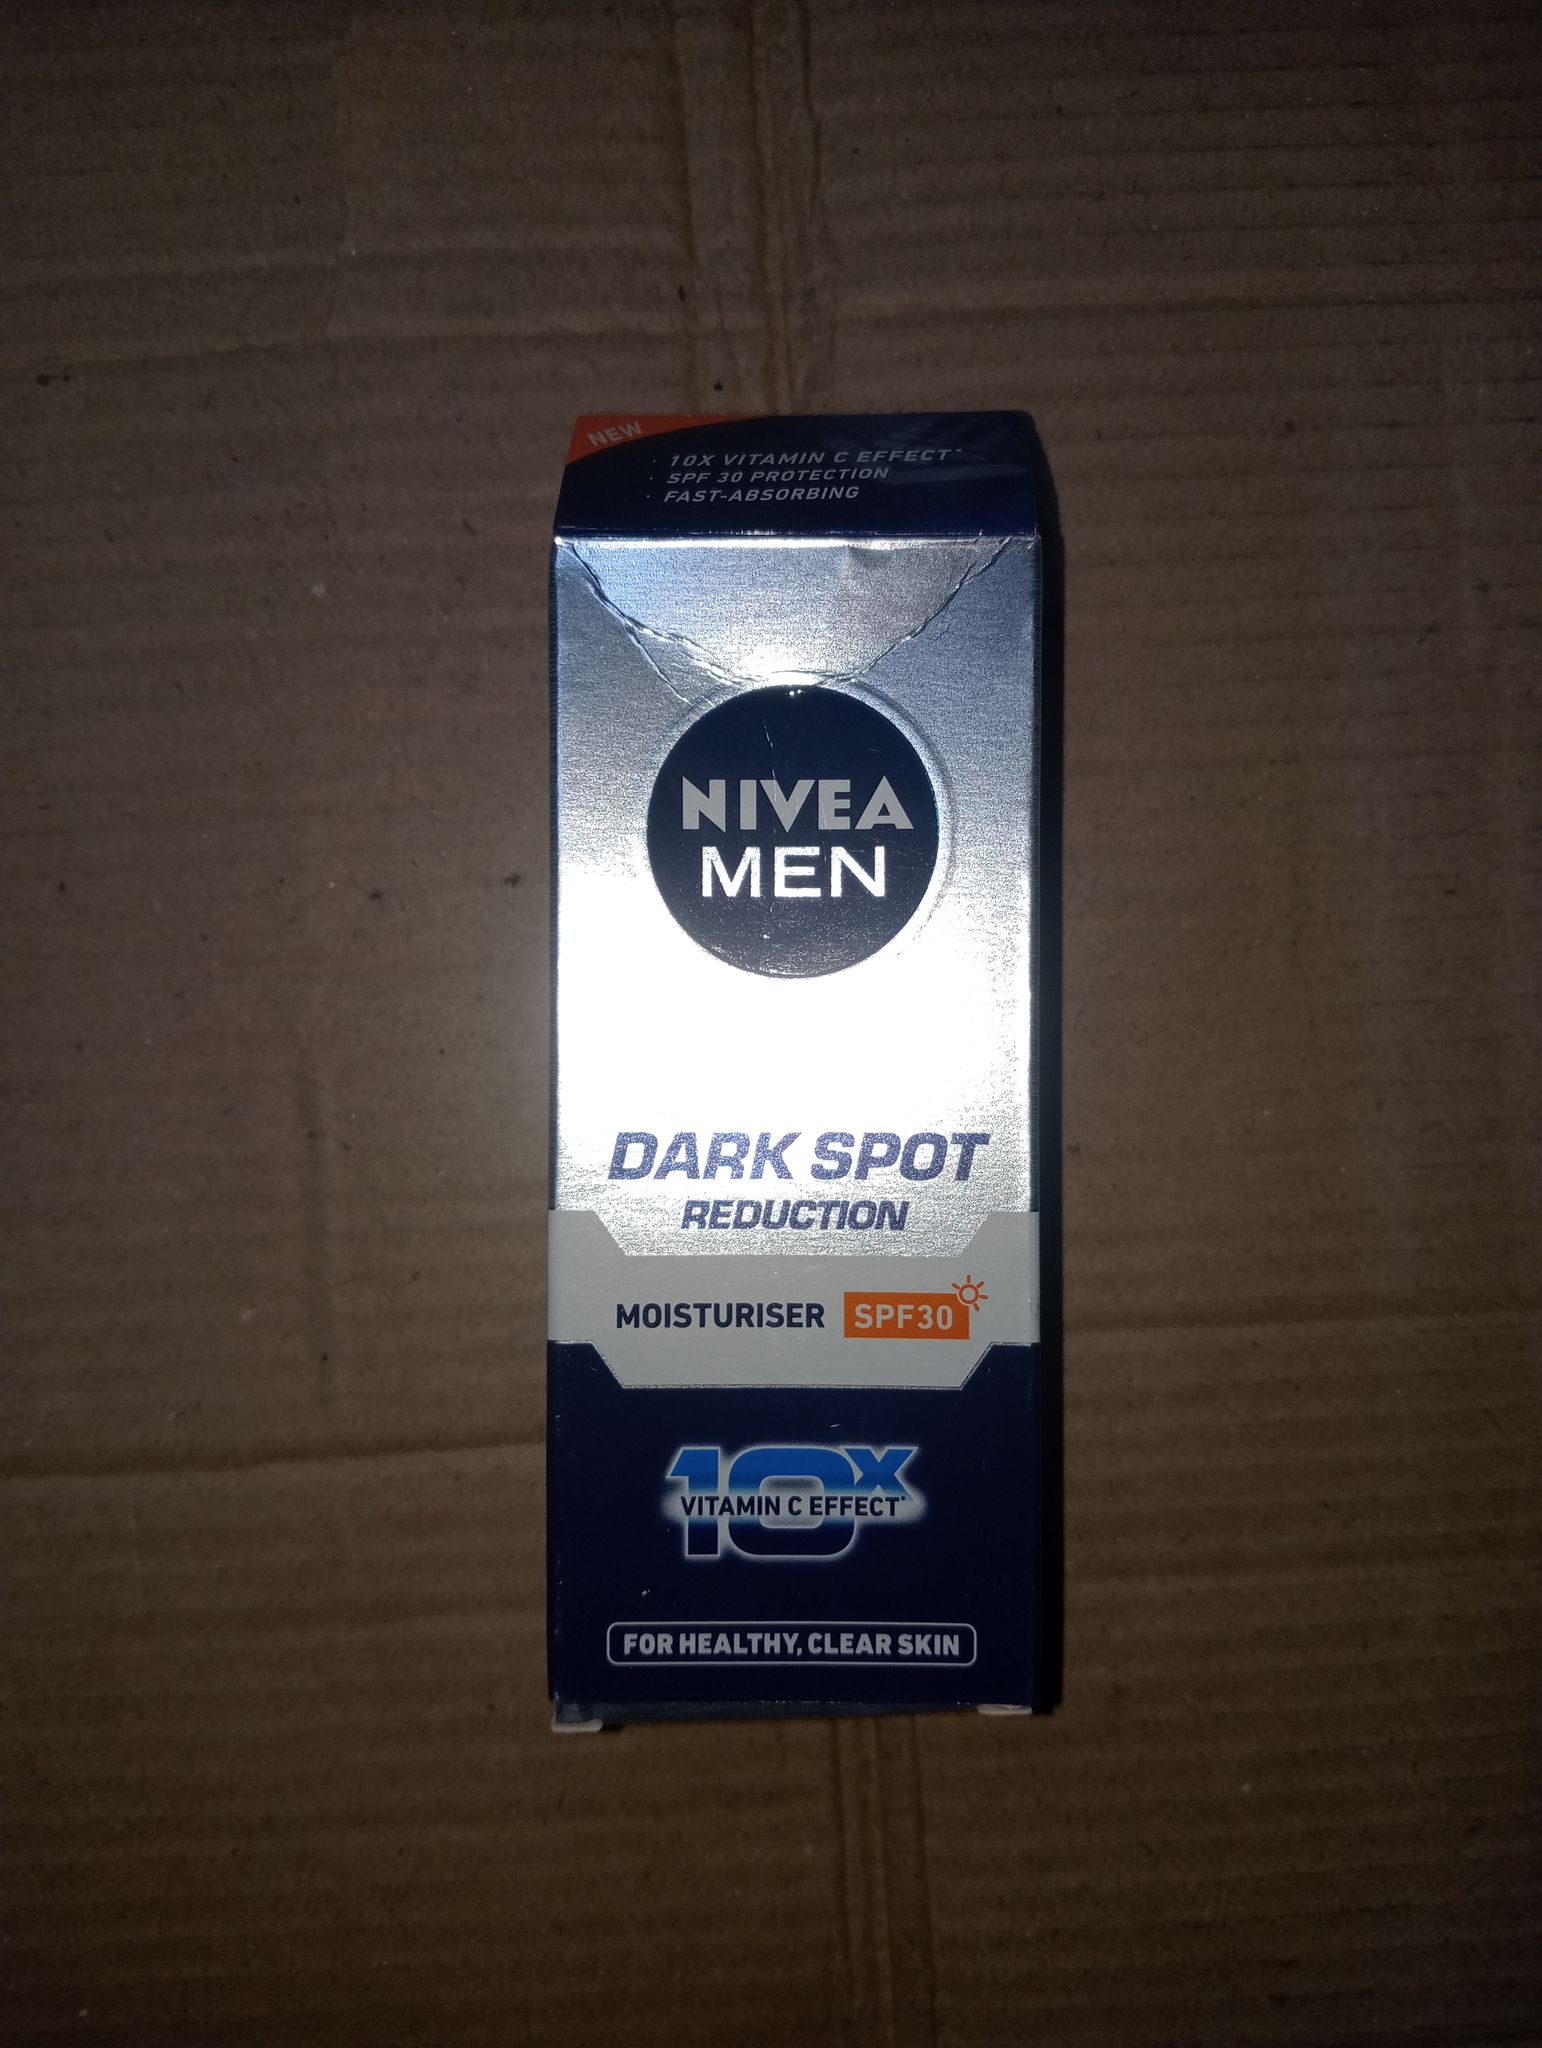 NEW
· 10X VITAMIN C EFFECT*
· SPF 30 PROTECTION
· FAST-ABSORBING
NIVEA
MEN
DARK SPOT
REDUCTION
MOISTURISER SPF30
10X
VITAMIN C EFFECT*
FOR HEALTHY, CLEAR SKIN